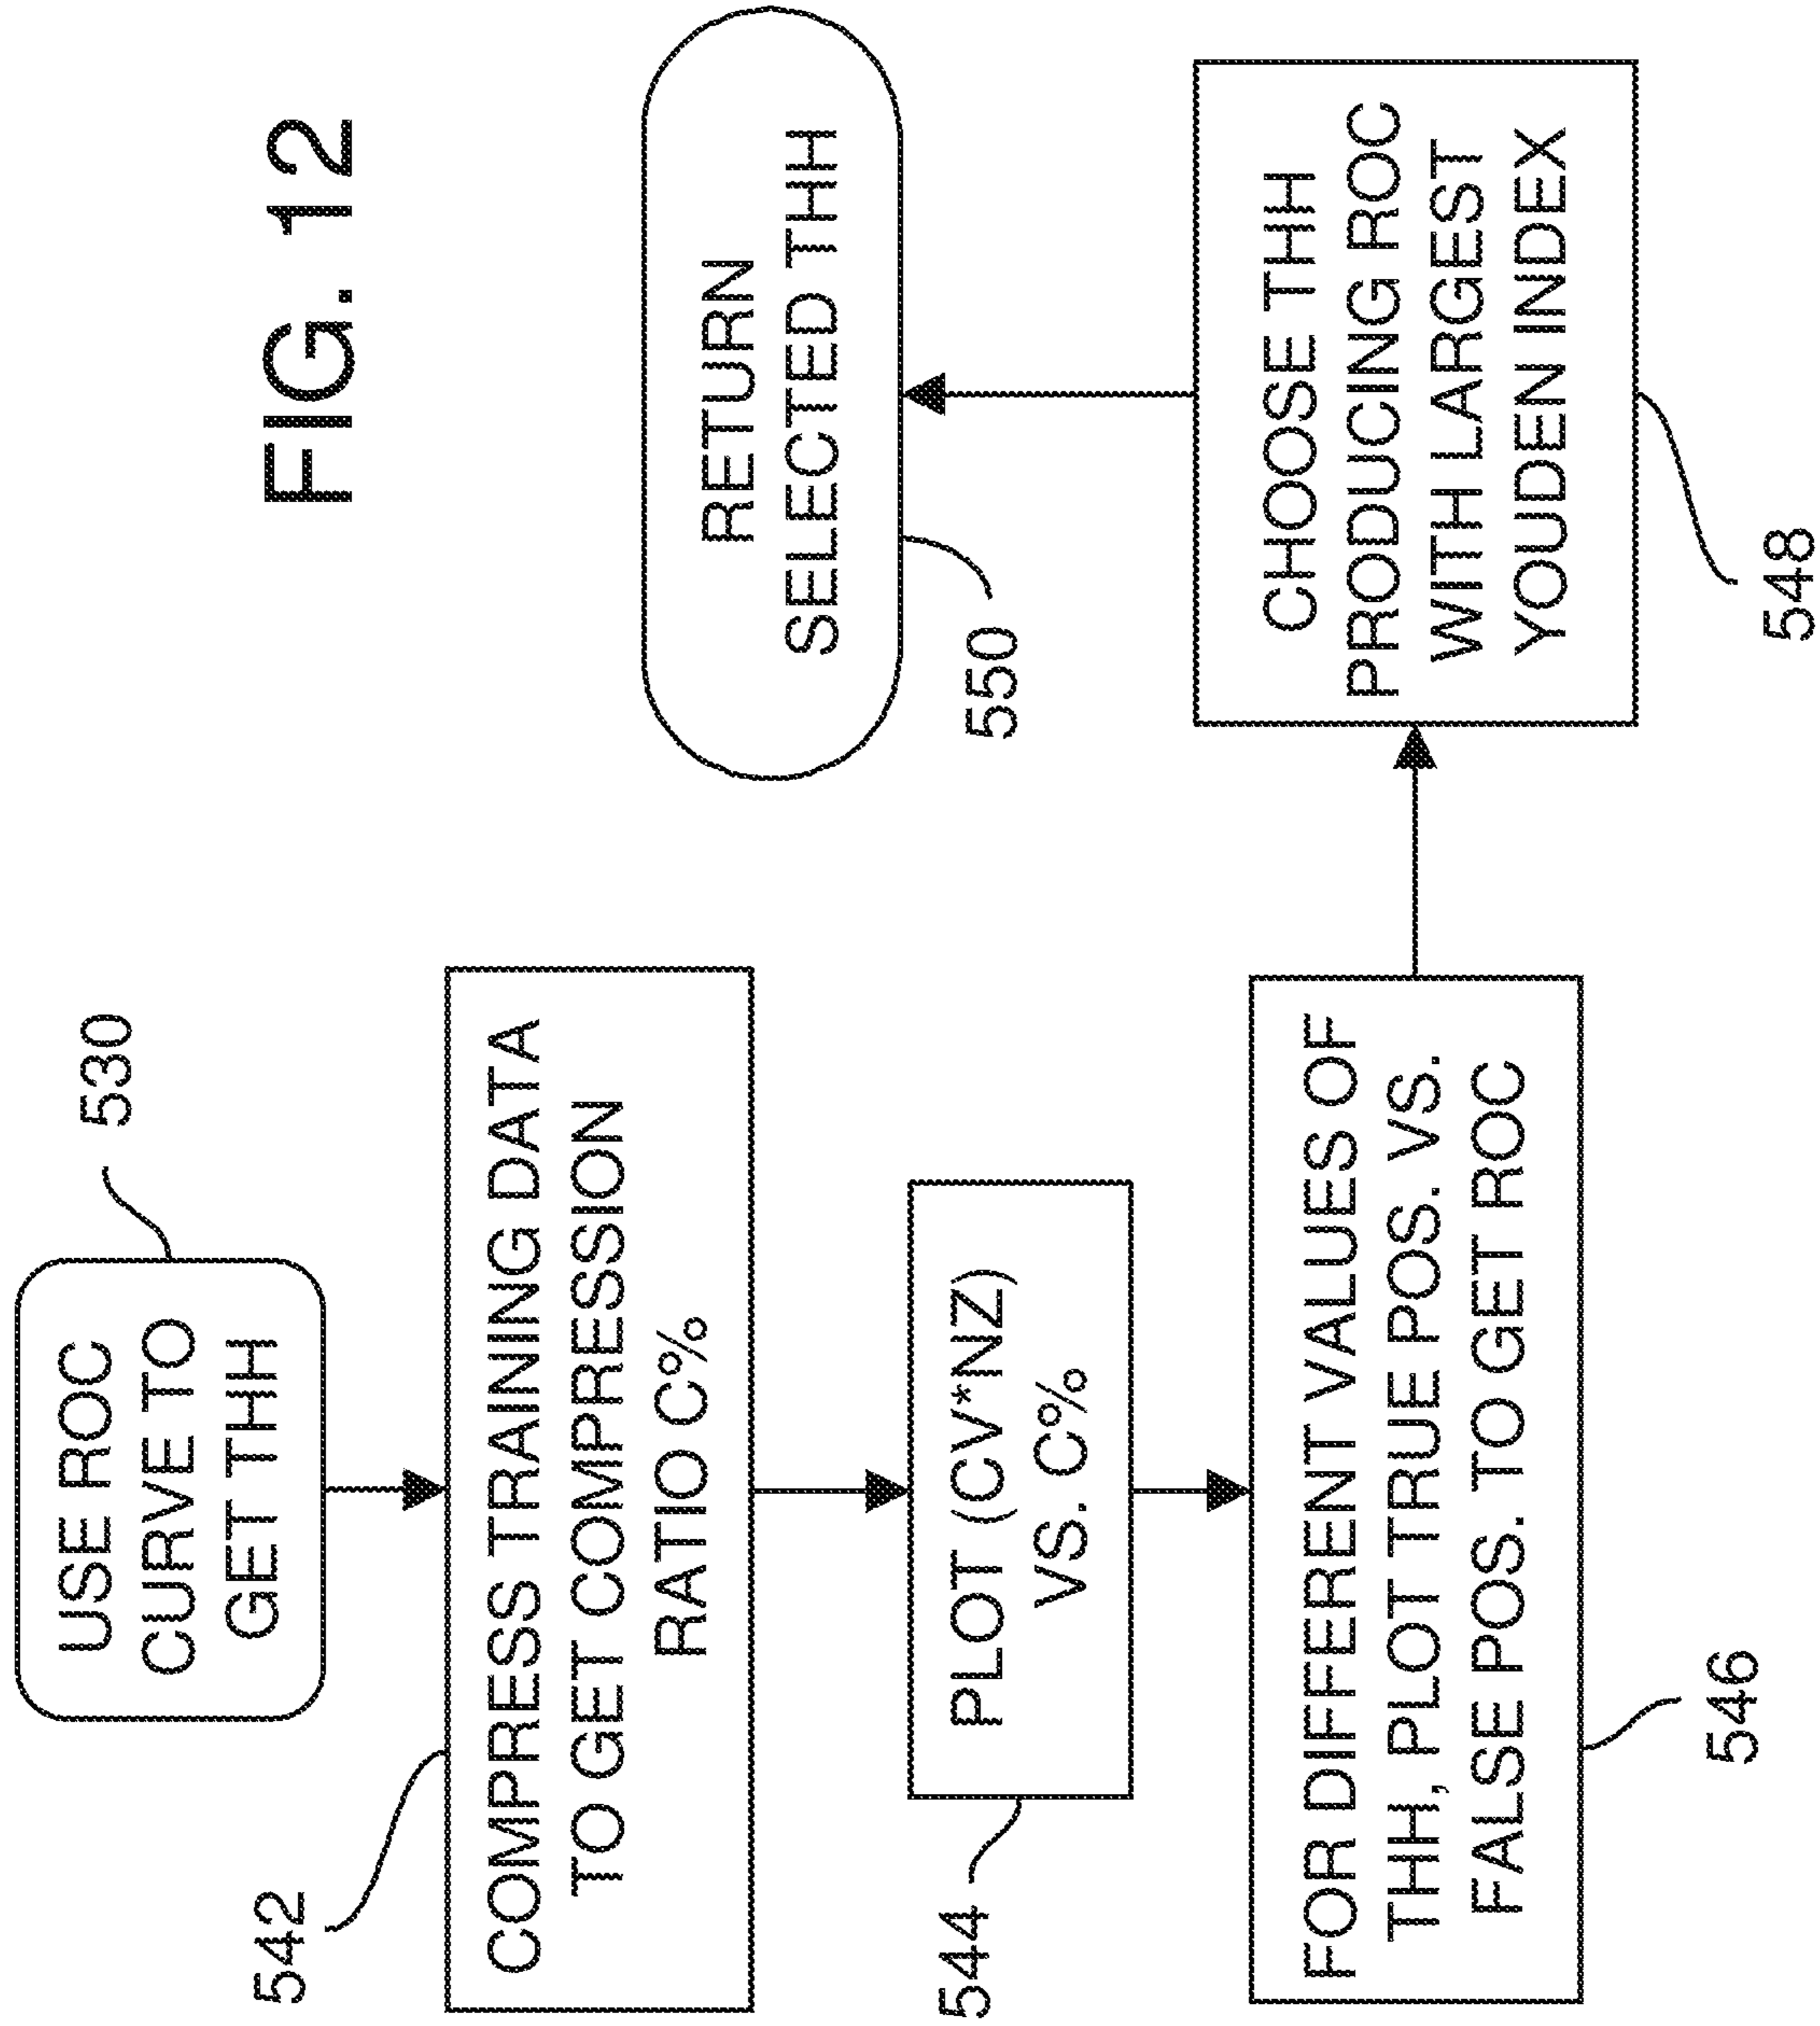 FIG. 12
530
USE ROC
CURVE TO
GET THH
542
COMPRESS TRAINING DATA
TO GET COMPRESSION
RATIO C%
544
PLOT (CV*NZ)
VS. C%
546
FOR DIFFERENT VALUES OF
THH, PLOT TRUE POS. VS.
FALSE POS. TO GET ROC
548
CHOOSE THH
PRODUCING ROC
WITH LARGEST
YOUDEN INDEX
550
RETURN
SELECTED THH